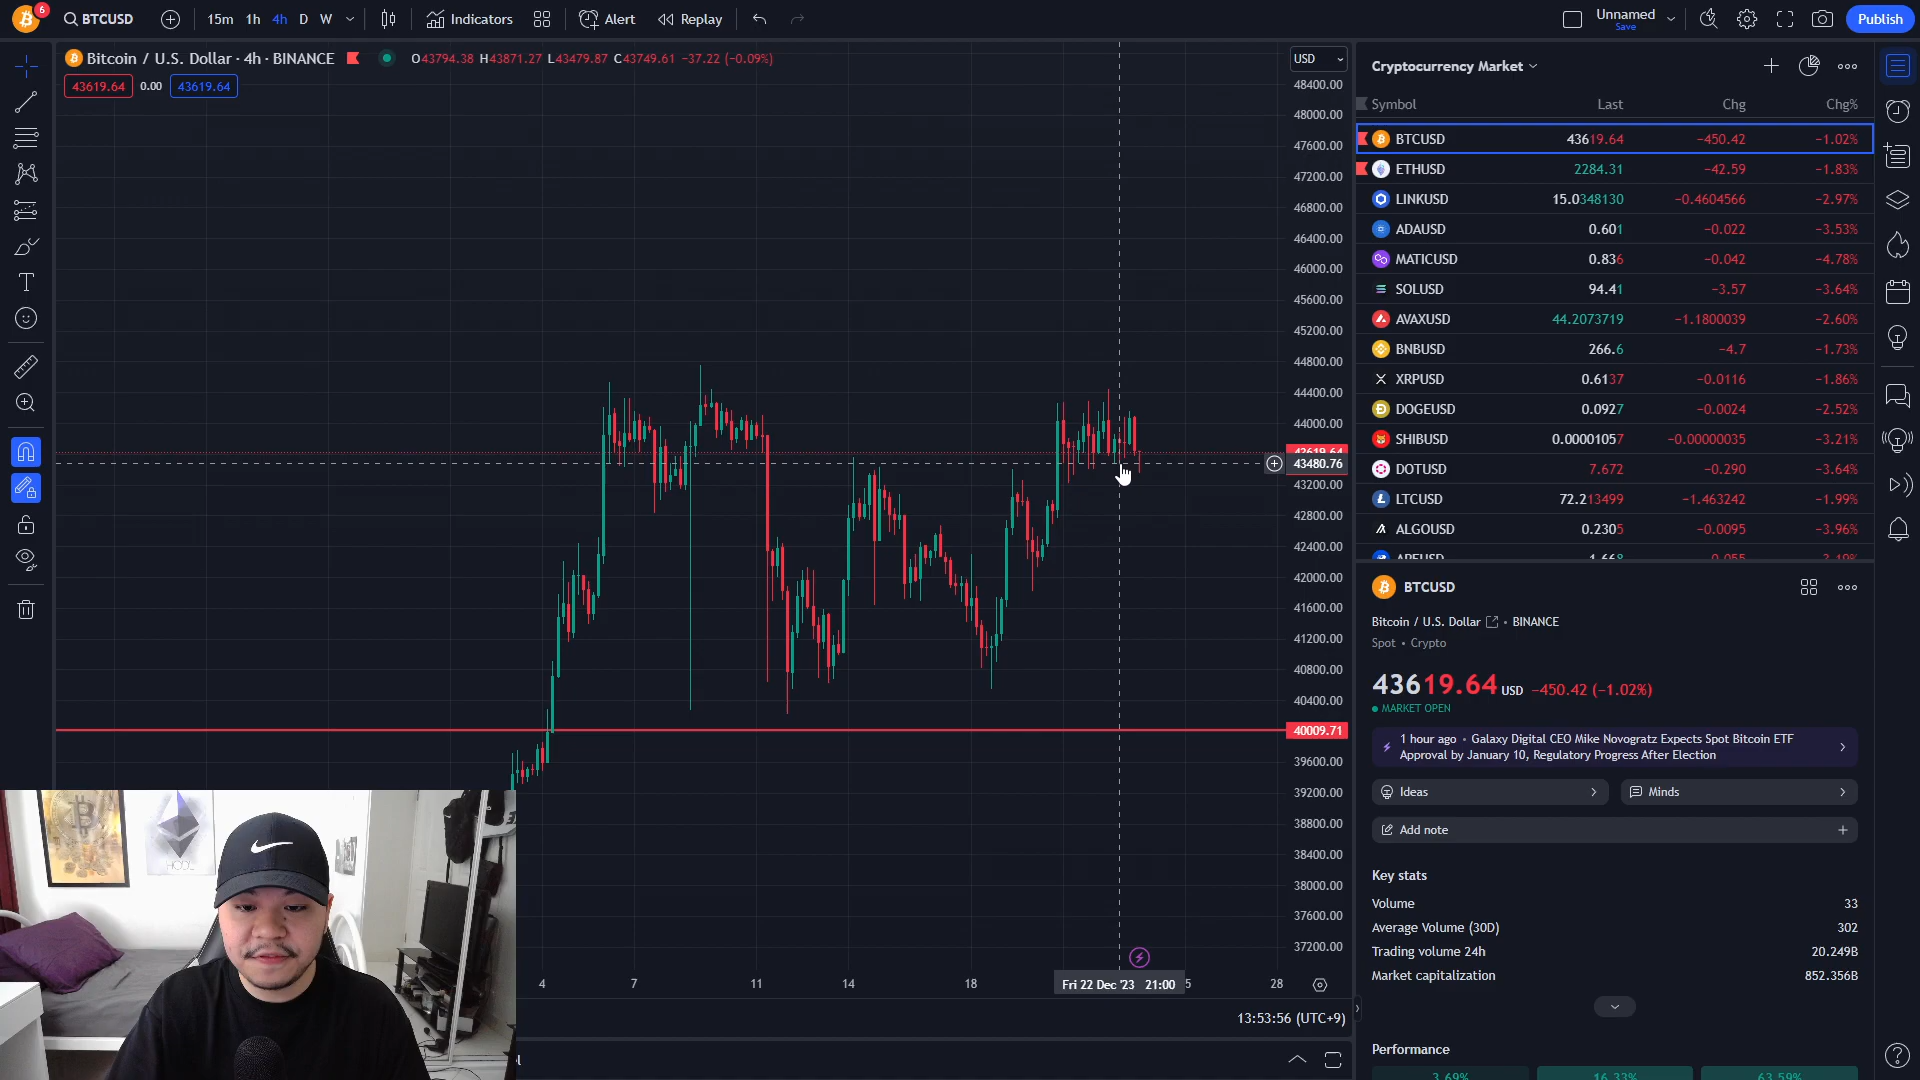 6
BTCUSD
15m 1h 4h D W
Indicators
Alert
Replay
Unnamed
Save
Publish
Bitcoin / U.S. Dollar · 4h · BINANCE
O43794.38 H43871.27 L43479.87 C43749.61 −37.22 (−0.09%)
43619.64 0.00 43619.64
USD
48400.00
48000.00
47600.00
47200.00
46800.00
46400.00
46000.00
45600.00
45200.00
44800.00
44400.00
44000.00
43619.64
43480.76
43200.00
42800.00
42400.00
42000.00
41600.00
41200.00
40800.00
40400.00
40009.71
39600.00
39200.00
38800.00
38400.00
38000.00
37600.00
37200.00
4 7 11 14 18 Fri 22 Dec '23 21:00 5 28
13:53:56 (UTC+9)
Cryptocurrency Market
Symbol Last Chg Chg%
BTCUSD 43619.64 −450.42 −1.02%
ETHUSD 2284.31 −42.59 −1.83%
LINKUSD 15.0348130 −0.4604566 −2.97%
ADAUSD 0.601 −0.022 −3.53%
MATICUSD 0.836 −0.042 −4.78%
SOLUSD 94.41 −3.57 −3.64%
AVAXUSD 44.2073719 −1.1800039 −2.60%
BNBUSD 266.6 −4.7 −1.73%
XRPUSD 0.6137 −0.0116 −1.86%
DOGEUSD 0.0927 −0.0024 −2.52%
SHIBUSD 0.00001057 −0.00000035 −3.21%
DOTUSD 7.672 −0.290 −3.64%
LTCUSD 72.213499 −1.463242 −1.99%
ALGOUSD 0.2305 −0.0095 −3.96%
BTCUSD
Bitcoin / U.S. Dollar • BINANCE
Spot • Crypto
43619.64 USD −450.42 (−1.02%)
MARKET OPEN
1 hour ago • Galaxy Digital CEO Mike Novogratz Expects Spot Bitcoin ETF
Approval by January 10, Regulatory Progress After Election
Ideas
Minds
Add note
Key stats
Volume 33
Average Volume (30D) 302
Trading volume 24h 20.249B
Market capitalization 852.356B
Performance
3.69% 16.33% 63.59%